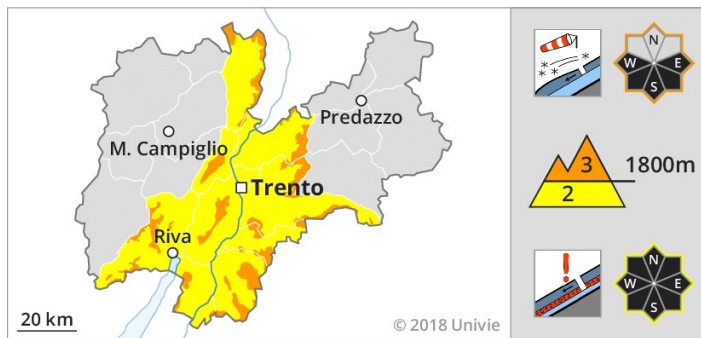 N
W E
S
Predazzo
M. Campiglio
3 1800m
2
Trento
Riva
N
W E
S
20 km
© 2018 Univie